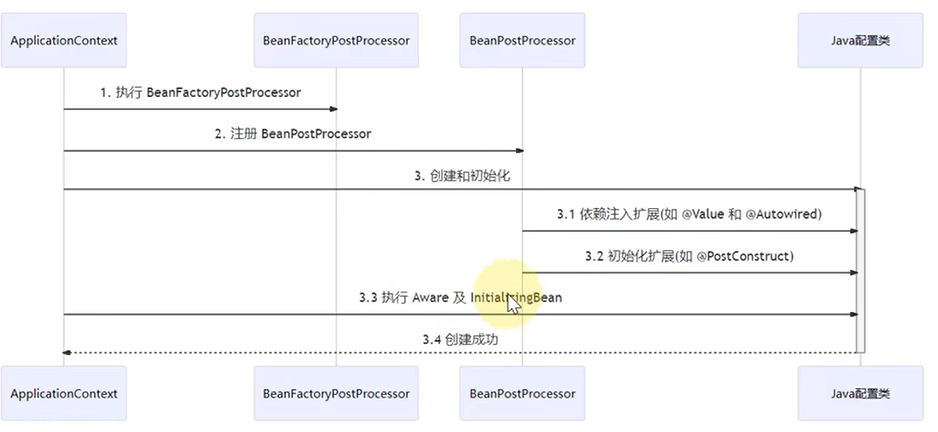 ApplicationContext
BeanFactoryPostProcessor
BeanPostProcessor
Java配置类
1. 执行 BeanFactoryPostProcessor
2. 注册 BeanPostProcessor
3. 创建和初始化
3.1 依赖注入扩展(如 @Value 和 @Autowired)
3.2 初始化扩展(如 @PostConstruct)
3.3 执行 Aware 及 InitializingBean
3.4 创建成功
ApplicationContext
BeanFactoryPostProcessor
BeanPostProcessor
Java配置类